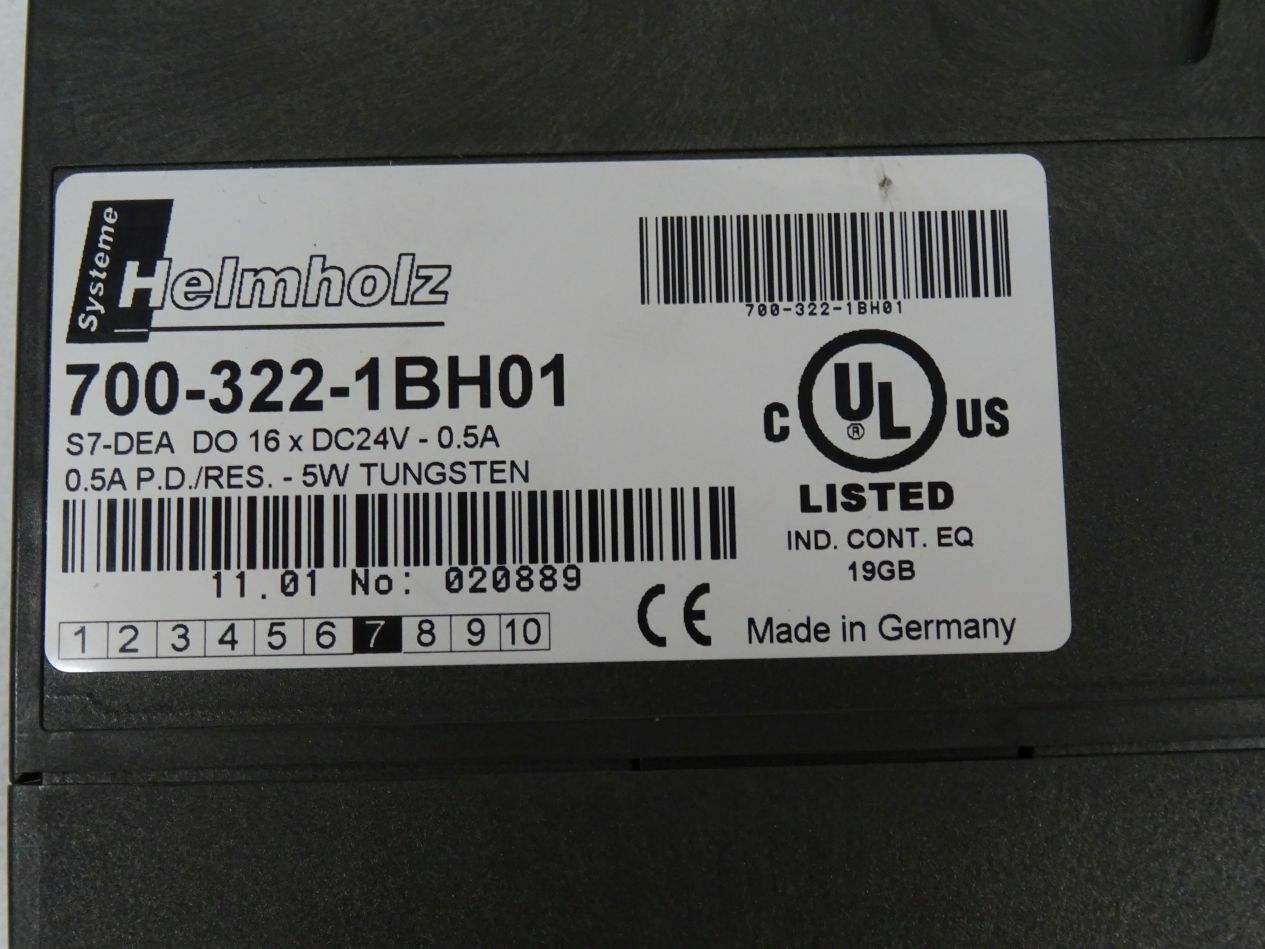 Systeme Helmholz
700-322-1BH01
700-322-1BH01
S7-DEA DO 16 x DC24V - 0.5A
0.5A P.D./RES. - 5W TUNGSTEN
11.01 No: 020889
1 2 3 4 5 6 7 8 9 10
C UL ® US
LISTED
IND. CONT. EQ
19GB
CE
Made in Germany